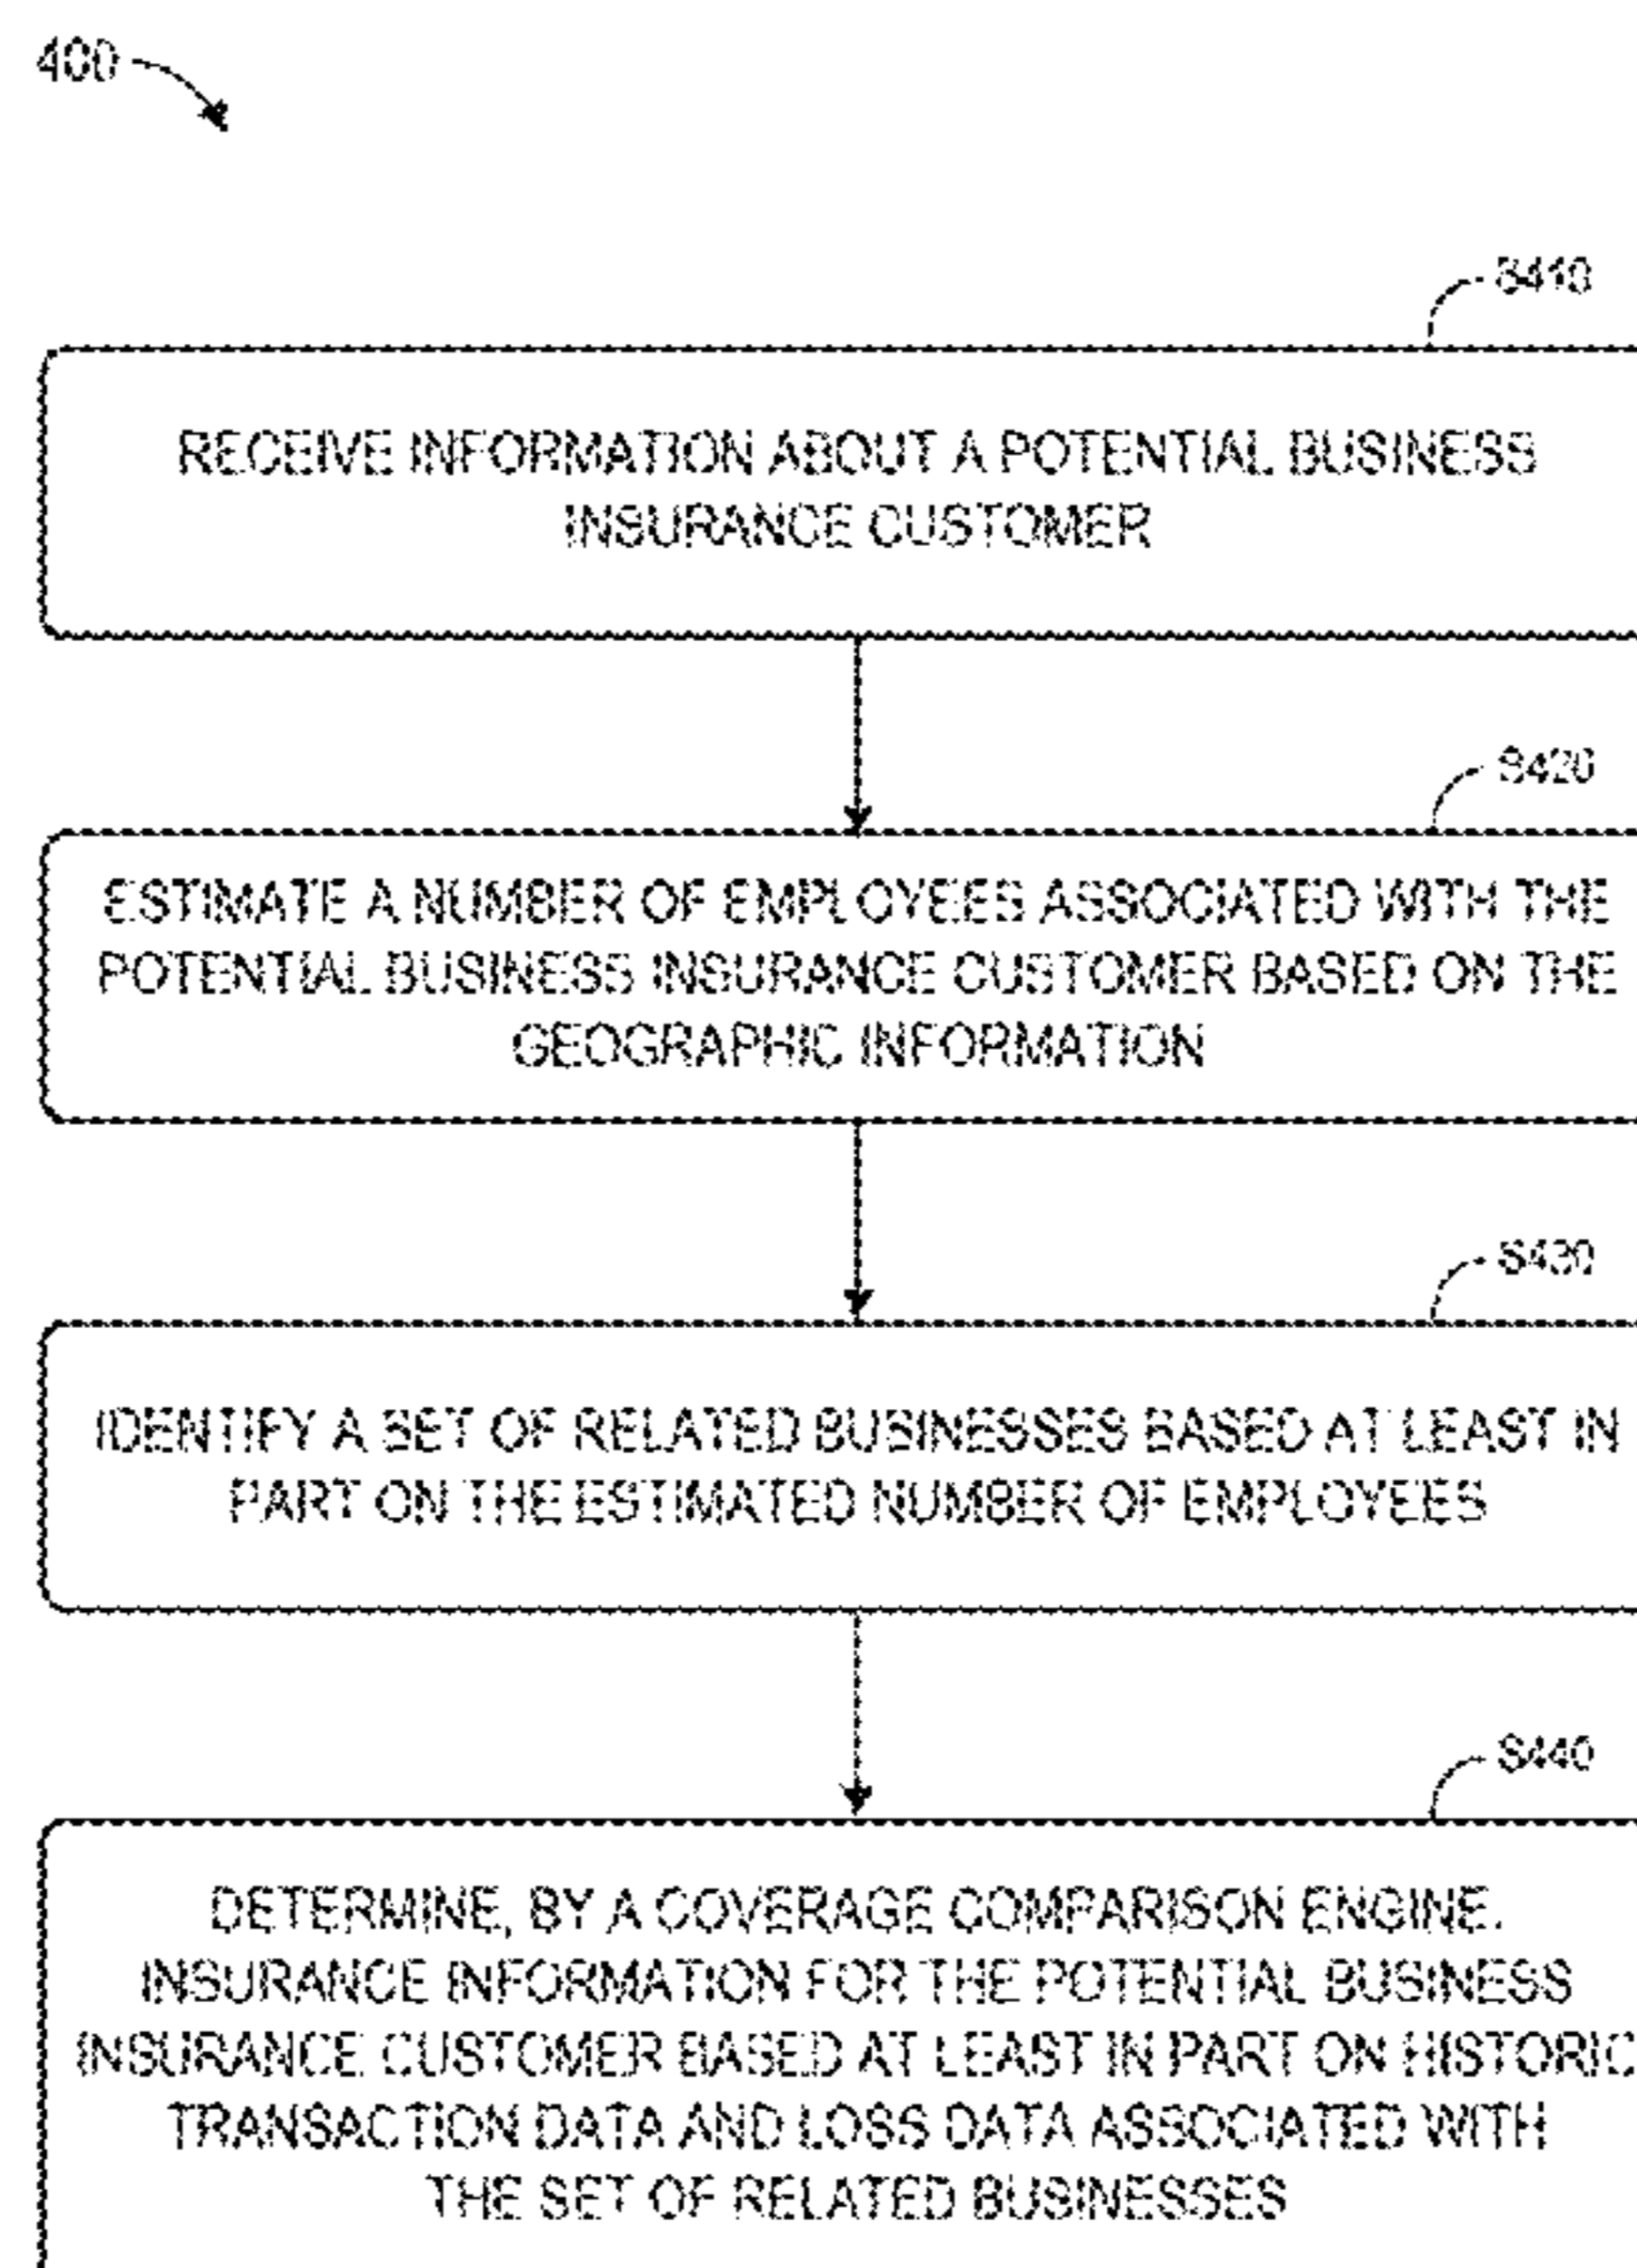 400
S410
RECEIVE INFORMATION ABOUT A POTENTIAL BUSINESS
INSURANCE CUSTOMER
S420
ESTIMATE A NUMBER OF EMPLOYEES ASSOCIATED WITH THE
POTENTIAL BUSINESS INSURANCE CUSTOMER BASED ON THE
GEOGRAPHIC INFORMATION
S430
IDENTIFY A SET OF RELATED BUSINESSES BASED AT LEAST IN
PART ON THE ESTIMATED NUMBER OF EMPLOYEES
S440
DETERMINE, BY A COVERAGE COMPARISON ENGINE,
INSURANCE INFORMATION FOR THE POTENTIAL BUSINESS
INSURANCE CUSTOMER BASED AT LEAST IN PART ON HISTORIC
TRANSACTION DATA AND LOSS DATA ASSOCIATED WITH
THE SET OF RELATED BUSINESSES